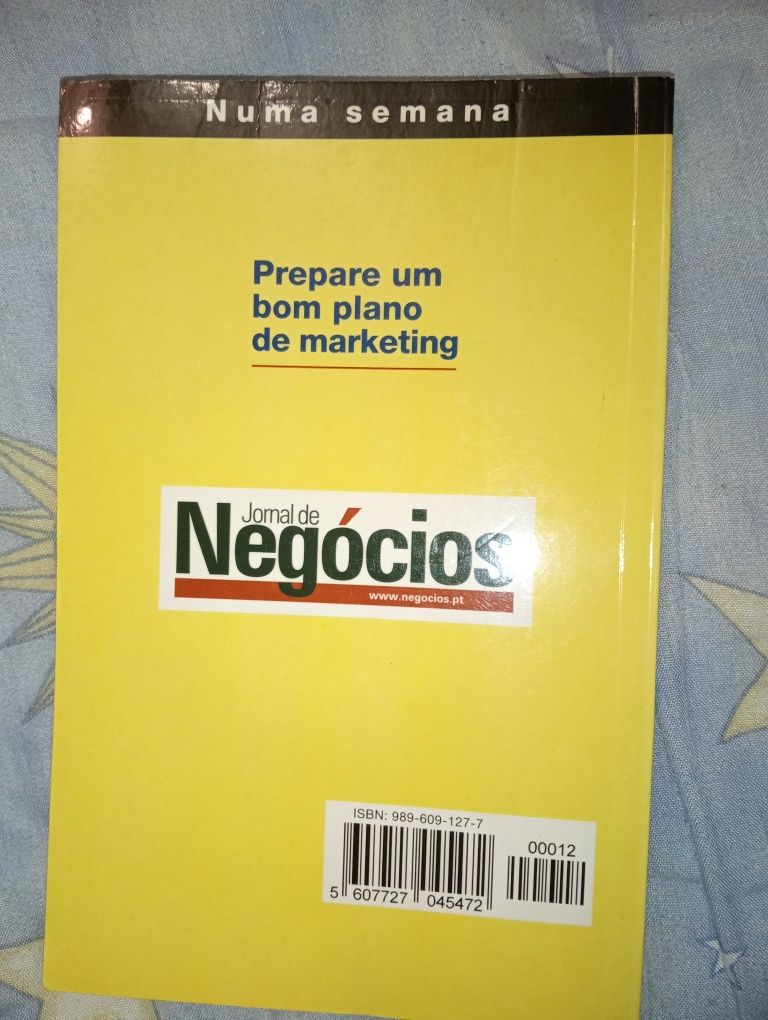 Numa semana
Prepare um
bom plano
de marketing
Jornal de
Negócios
www.negocios.pt
ISBN: 989-609-127-7
00012
5 607727 045472